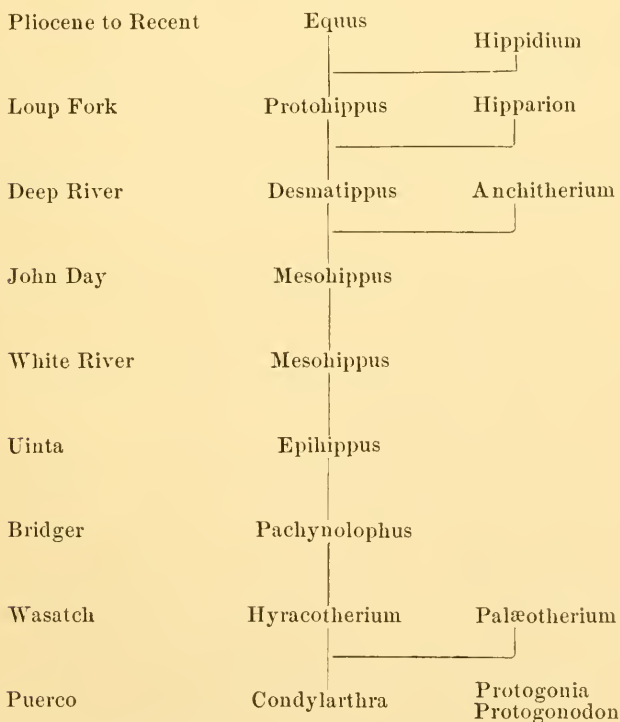 Pliocene to Recent Equus
Hippidium
Loup Fork Protohippus Hipparion
Deep River Desmatippus Anchitherium
John Day Mesohippus
White River Mesohippus
Uinta Epihippus
Bridger Pachynolophus
Wasatch Hyracotherium Palæotherium
Puerco Condylarthra Protogonia
Protogonodon